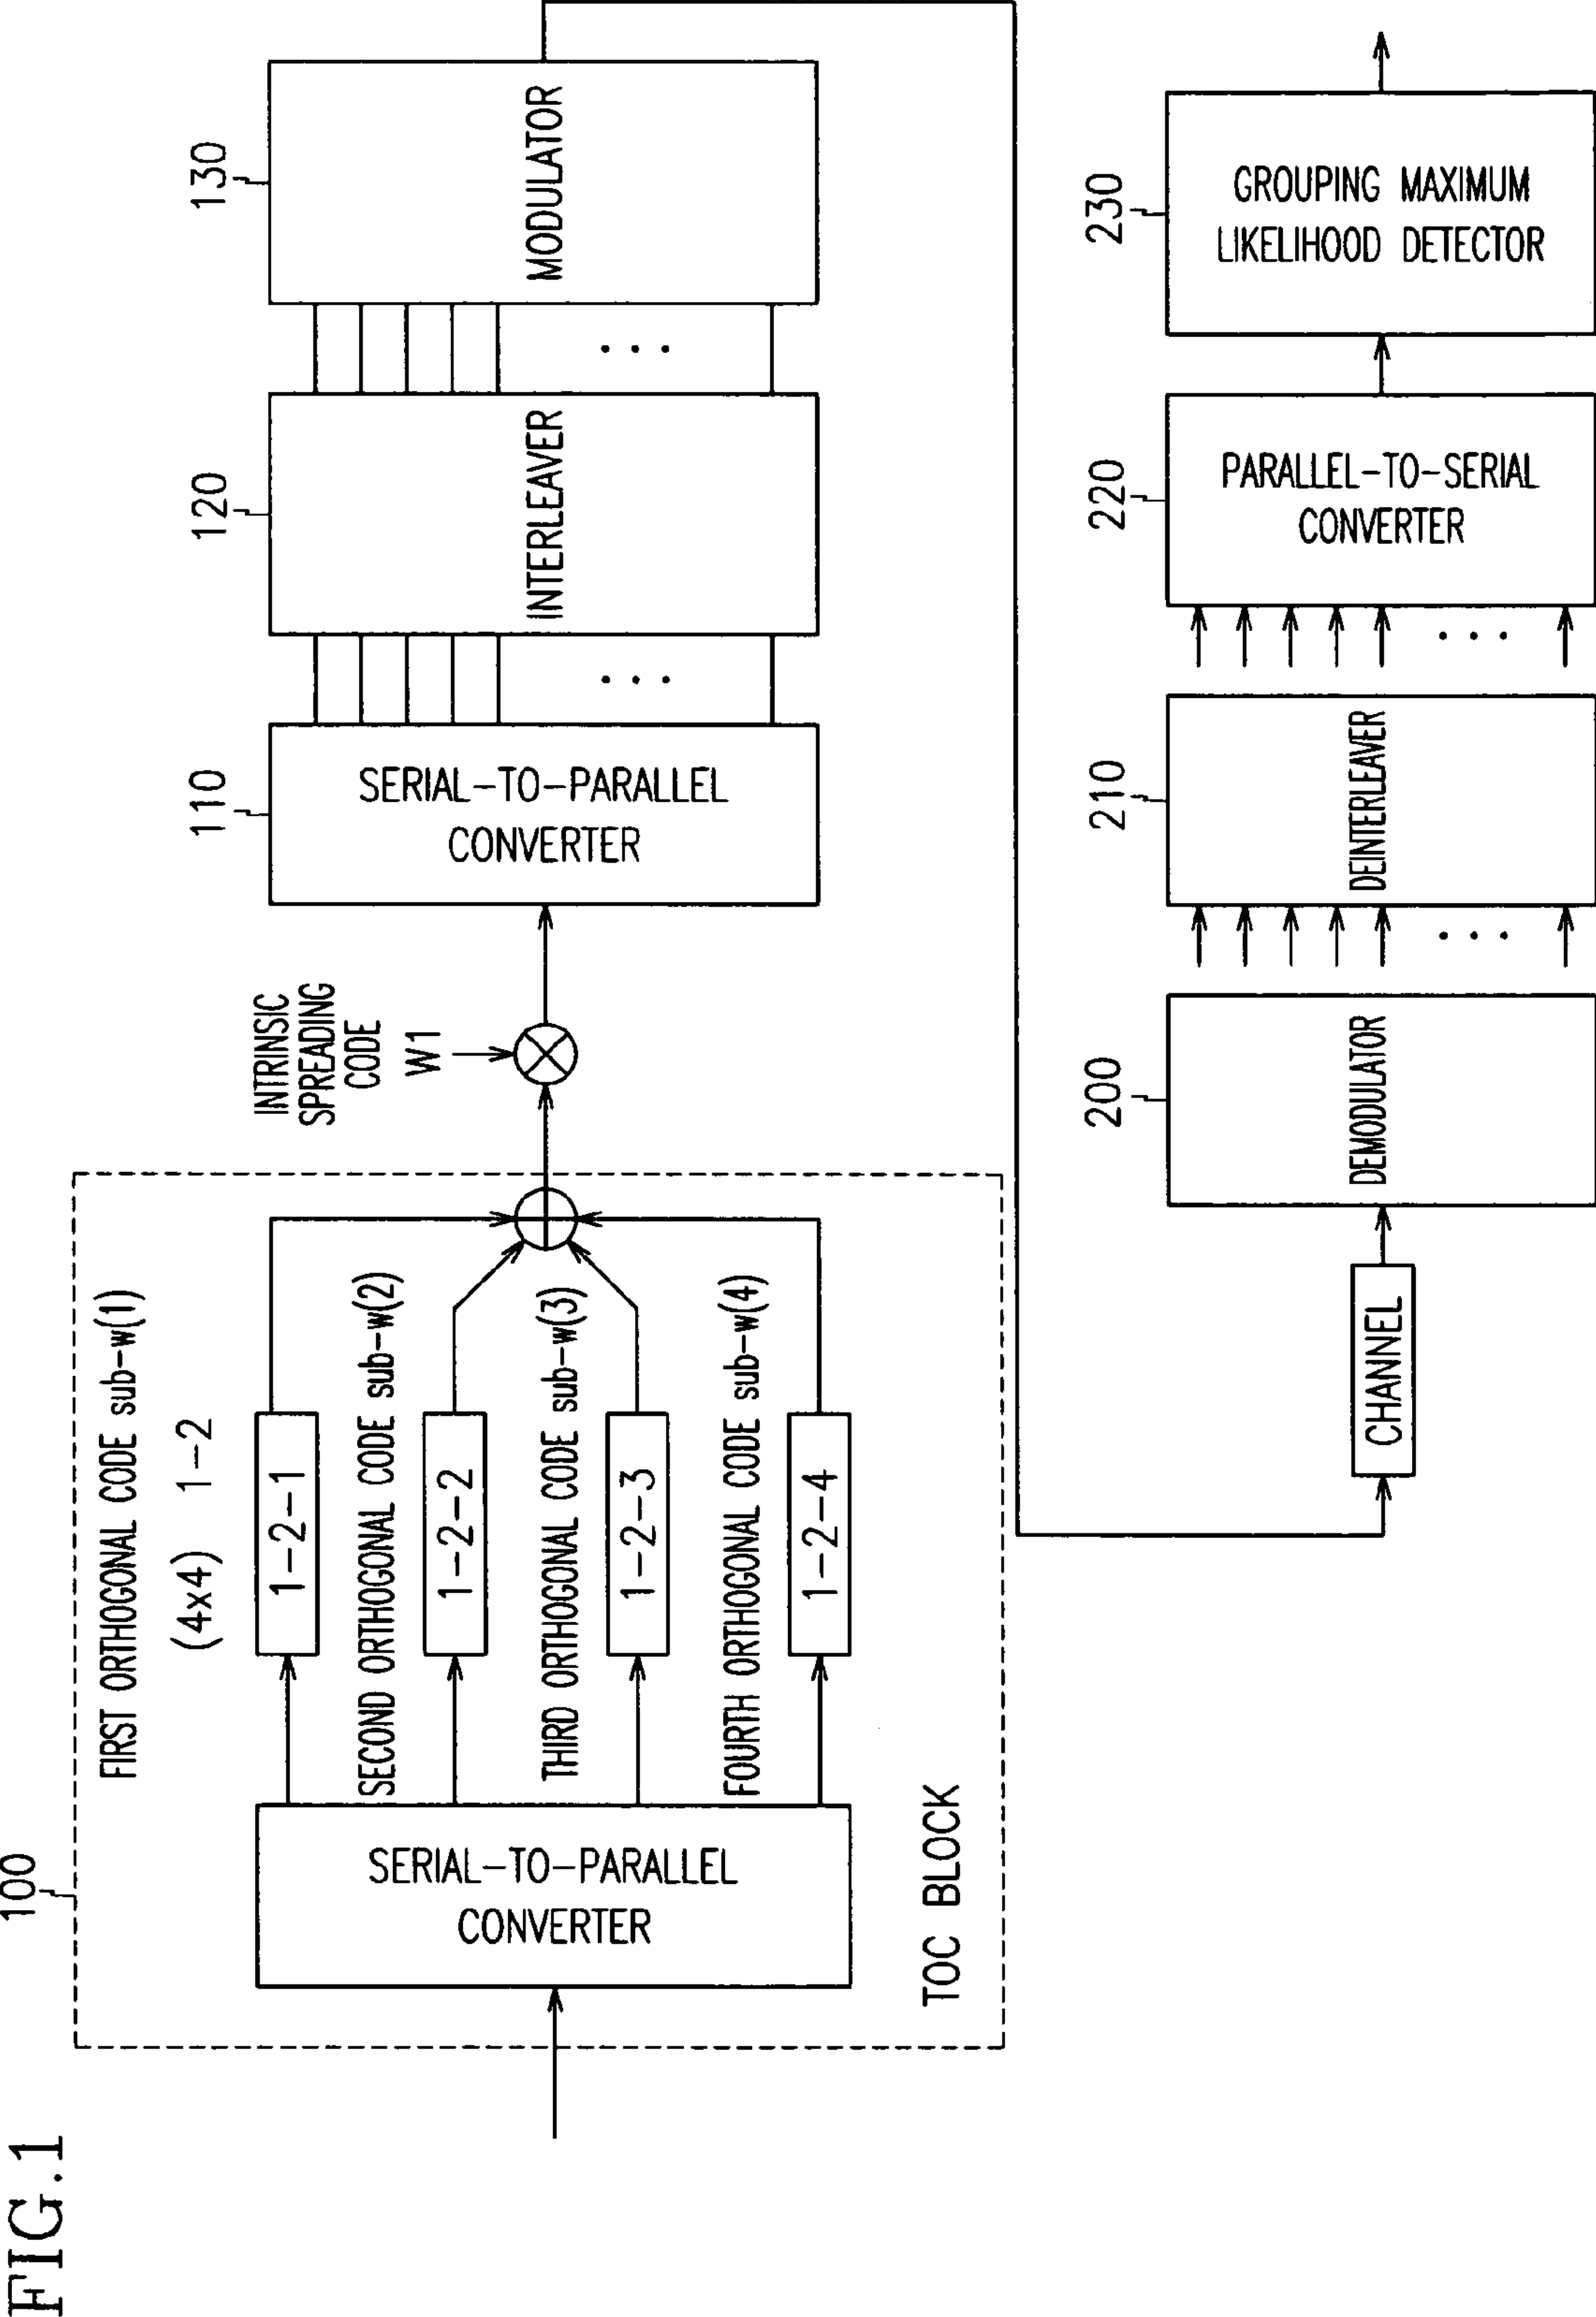 FIG.1
100
FIRST ORTHOGONAL CODE sub-w(1)
(4x4) 1-2
1-2-1
SECOND ORTHOGONAL CODE sub-w(2)
1-2-2
THIRD ORTHOGONAL CODE sub-w(3)
1-2-3
FOURTH ORTHOGONAL CODE sub-w(4)
1-2-4
SERIAL-TO-PARALLEL
CONVERTER
TOC BLOCK
INTRINSIC
SPREADING
CODE
W1
110
SERIAL-TO-PARALLEL
CONVERTER
...
120
INTERLEAVER
...
130
MODULATOR
CHANNEL
200
DEMODULATOR
...
210
DEINTERLEAVER
...
220
PARALLEL-TO-SERIAL
CONVERTER
230
GROUPING MAXIMUM
LIKELIHOOD DETECTOR